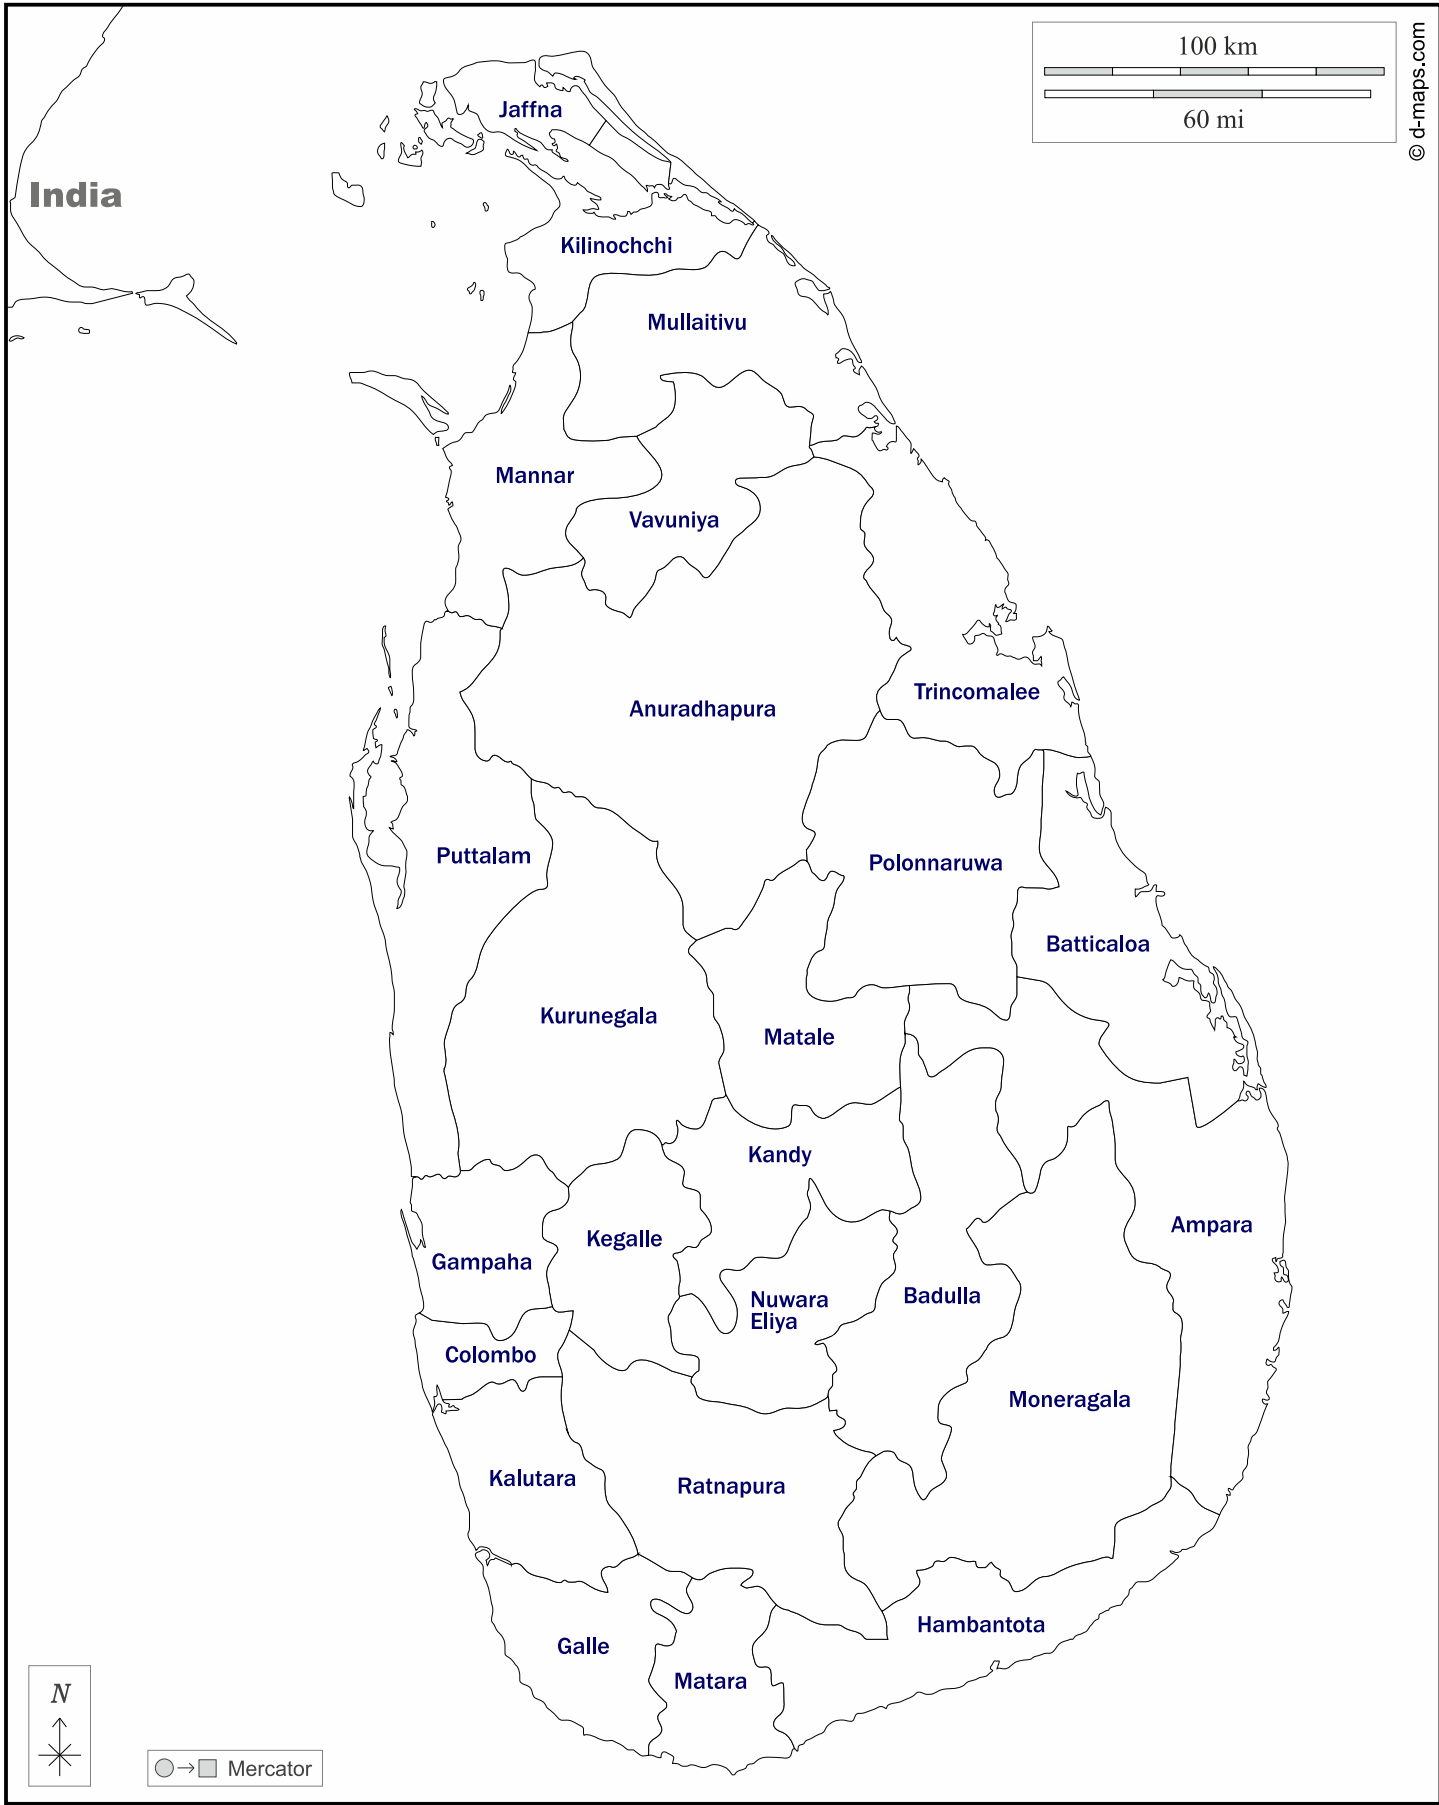 100 km
60 mi
© d-maps.com
Jaffna
India
Kilinochchi
Mullaitivu
Mannar
Vavuniya
Trincomalee
Anuradhapura
Puttalam
Polonnaruwa
Batticaloa
Kurunegala
Matale
Kandy
Ampara
Kegalle
Gampaha
Nuwara
Eliya
Badulla
Colombo
Moneragala
Kalutara
Ratnapura
Hambantota
Galle
Matara
N
Mercator